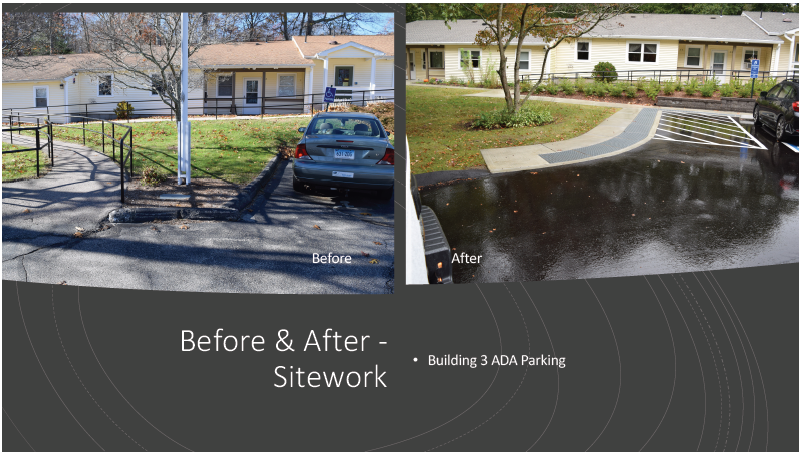 Before
After
Before & After -
Sitework
• Building 3 ADA Parking